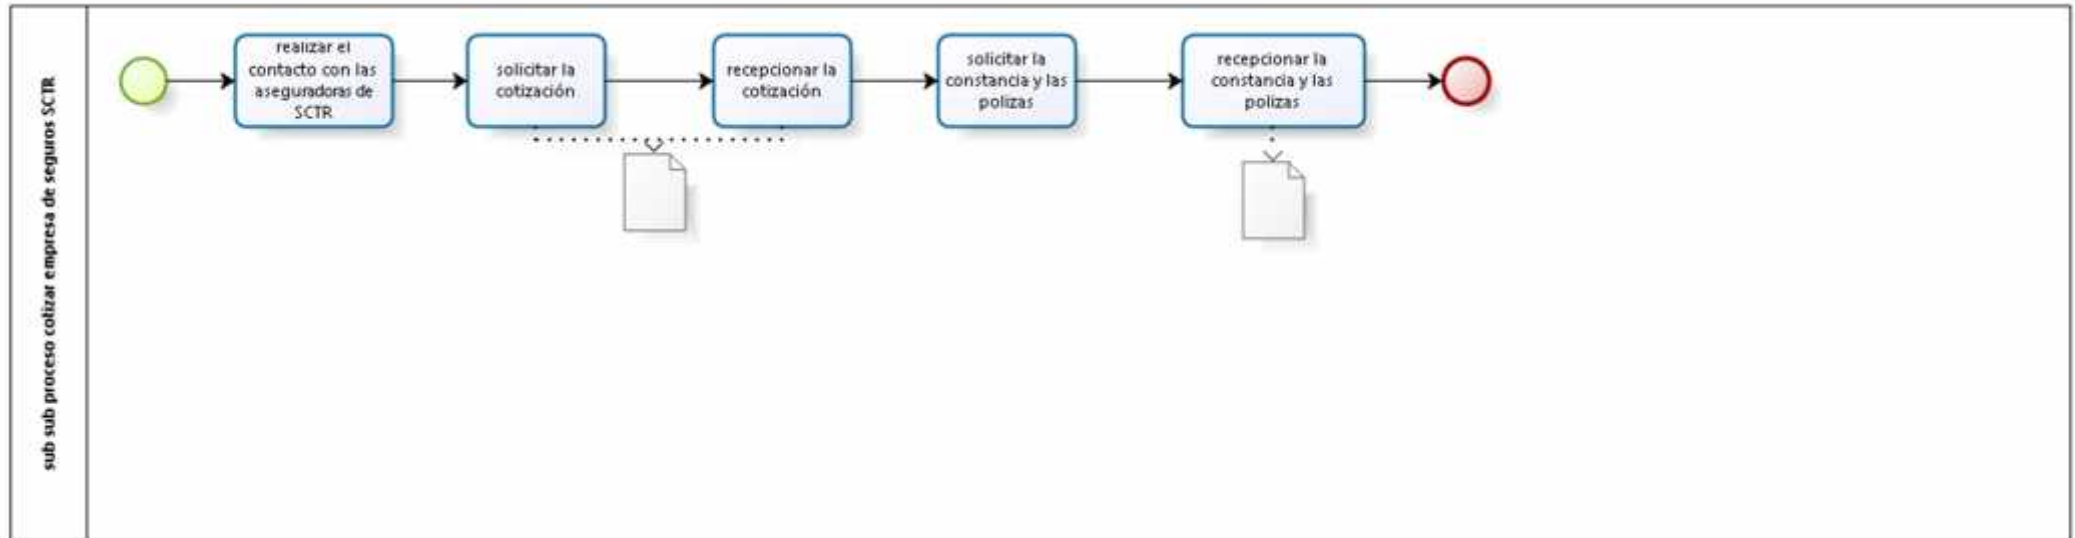 sub sub proceso cotizar empresa de seguros SCTR
realizar el
contacto con las
aseguradoras de
SCTR
solicitar la
cotización
recepcionar la
cotización
solicitar la
constancia y las
polizas
recepcionar la
constancia y las
polizas